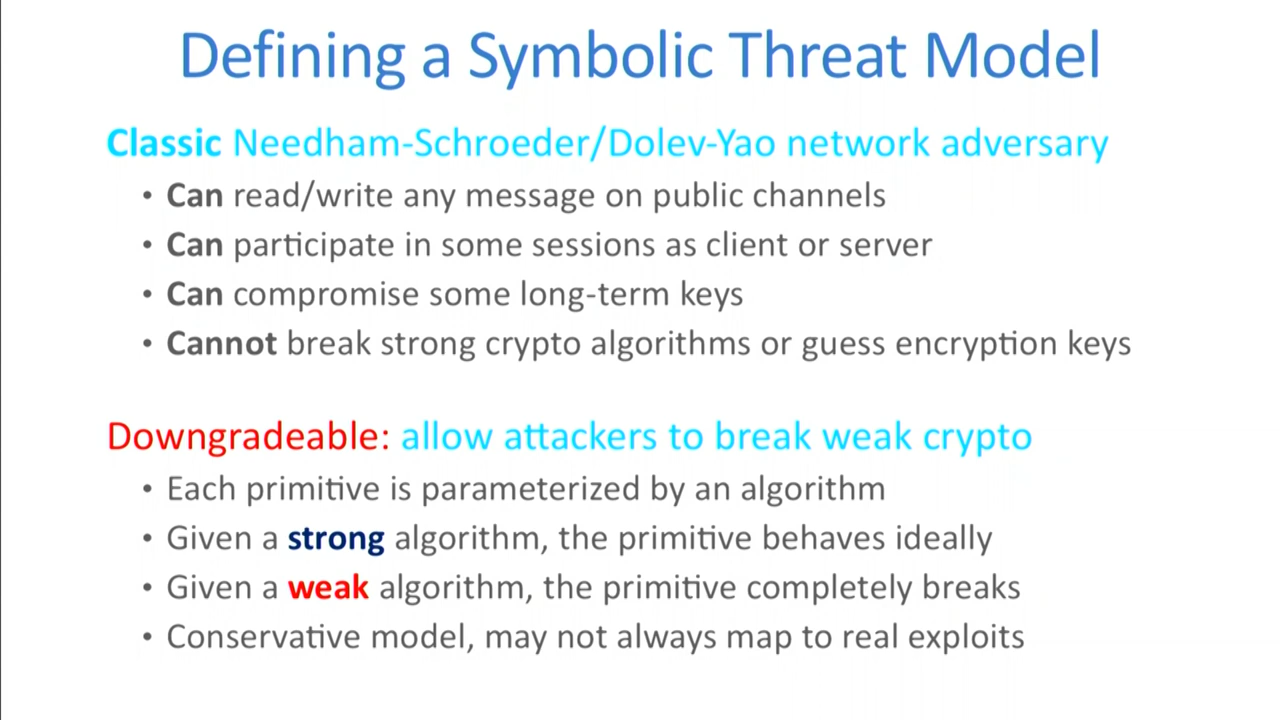 Defining a Symbolic Threat Model
Classic Needham-Schroeder/Dolev-Yao network adversary
• Can read/write any message on public channels
• Can participate in some sessions as client or server
• Can compromise some long-term keys
• Cannot break strong crypto algorithms or guess encryption keys
Downgradeable: allow attackers to break weak crypto
• Each primitive is parameterized by an algorithm
• Given a strong algorithm, the primitive behaves ideally
• Given a weak algorithm, the primitive completely breaks
• Conservative model, may not always map to real exploits